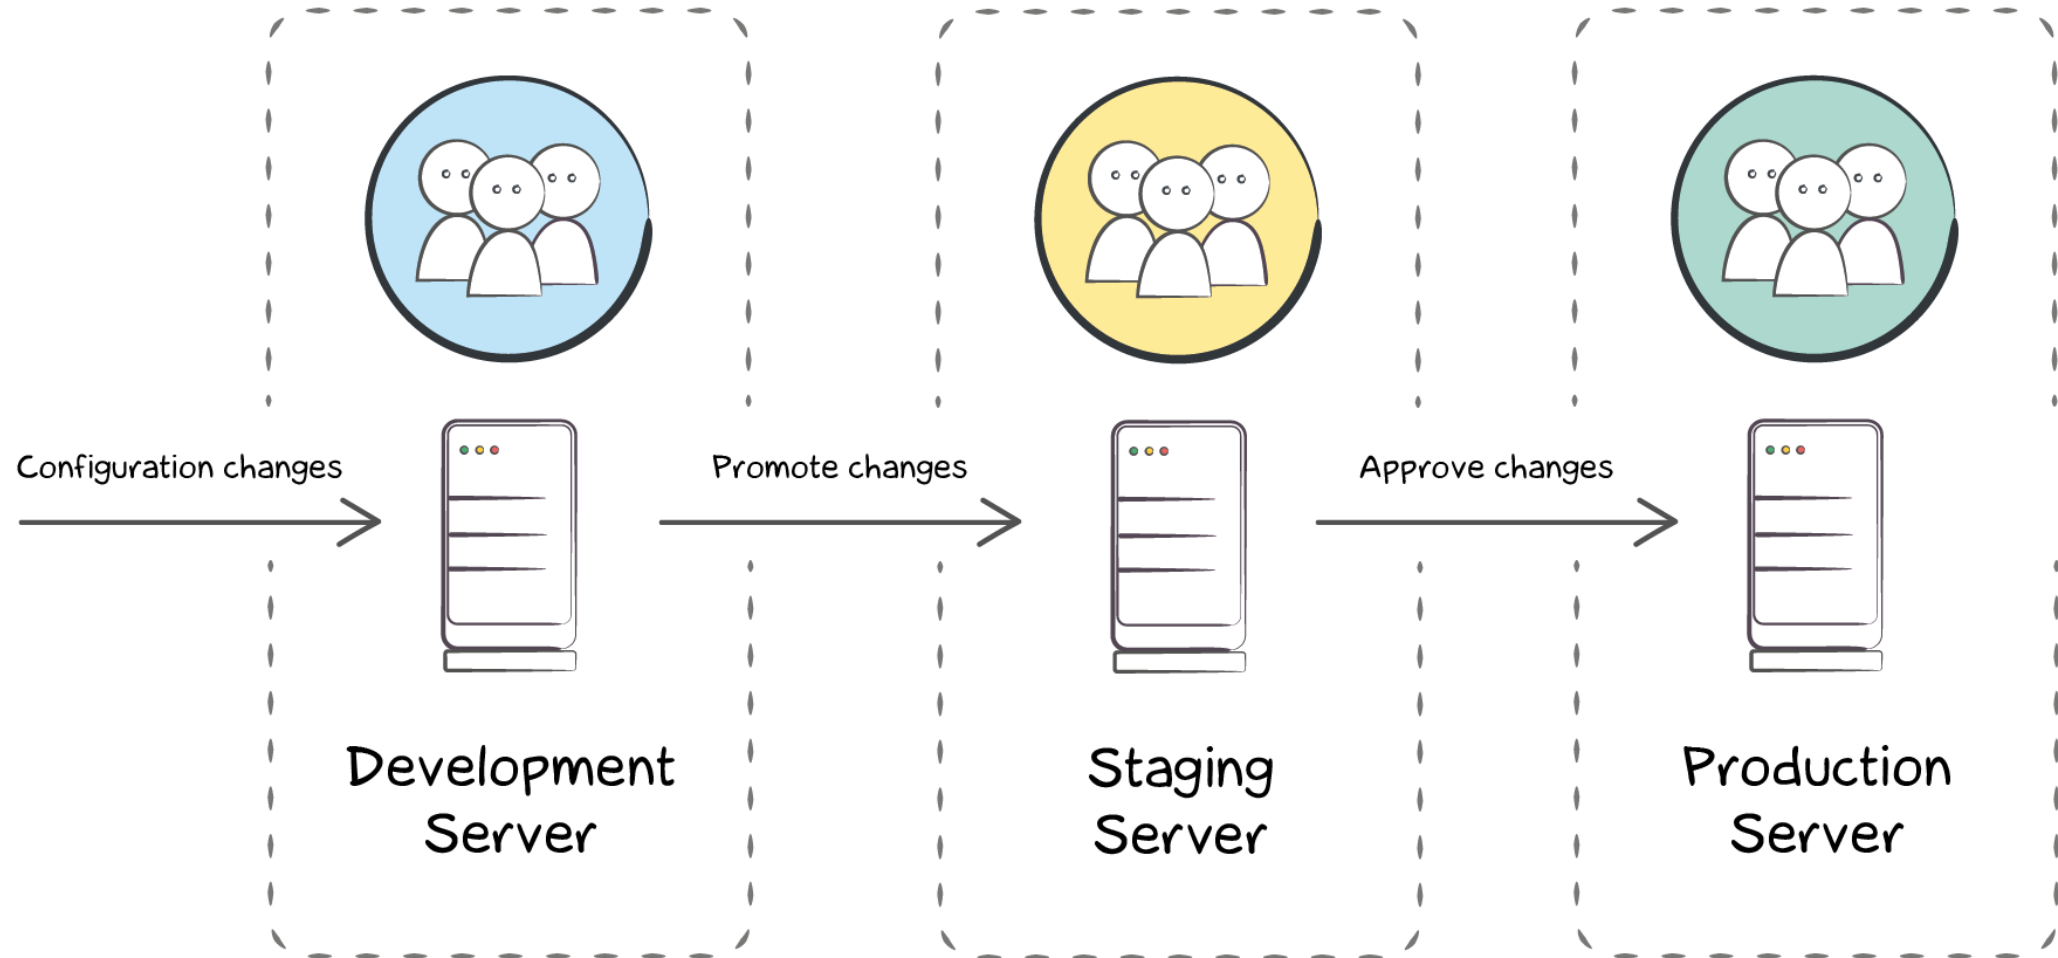 Configuration changes
Promote changes
Approve changes
Development
Server
Staging
Server
Production
Server